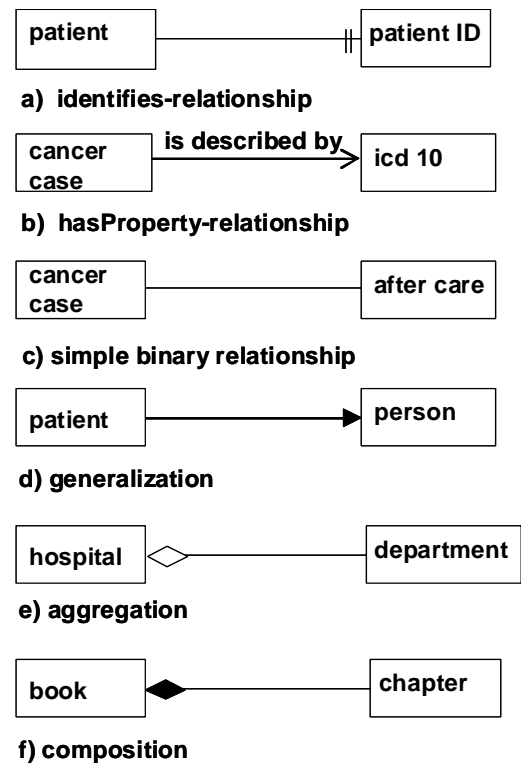 patient patient ID
a) identifies-relationship
cancer case is described by icd 10
b) hasProperty-relationship
cancer case after care
c) simple binary relationship
patient person
d) generalization
hospital department
e) aggregation
book chapter
f) composition